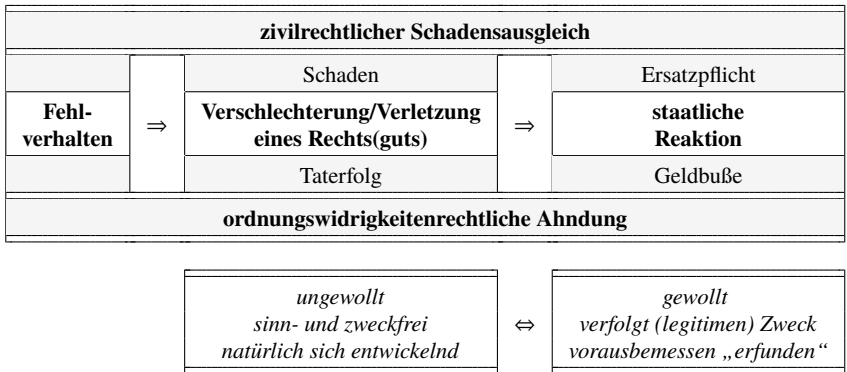 zivilrechtlicher Schadensausgleich
Schaden
Ersatzpflicht
Fehl-
verhalten
⇒
Verschlechterung/Verletzung
eines Rechts(guts)
⇒
staatliche
Reaktion
Taterfolg
Geldbuße
ordnungswidrigkeitenrechtliche Ahndung
ungewollt
sinn- und zweckfrei
natürlich sich entwickelnd
⇔
gewollt
verfolgt (legitimen) Zweck
vorausbemessen „erfunden“